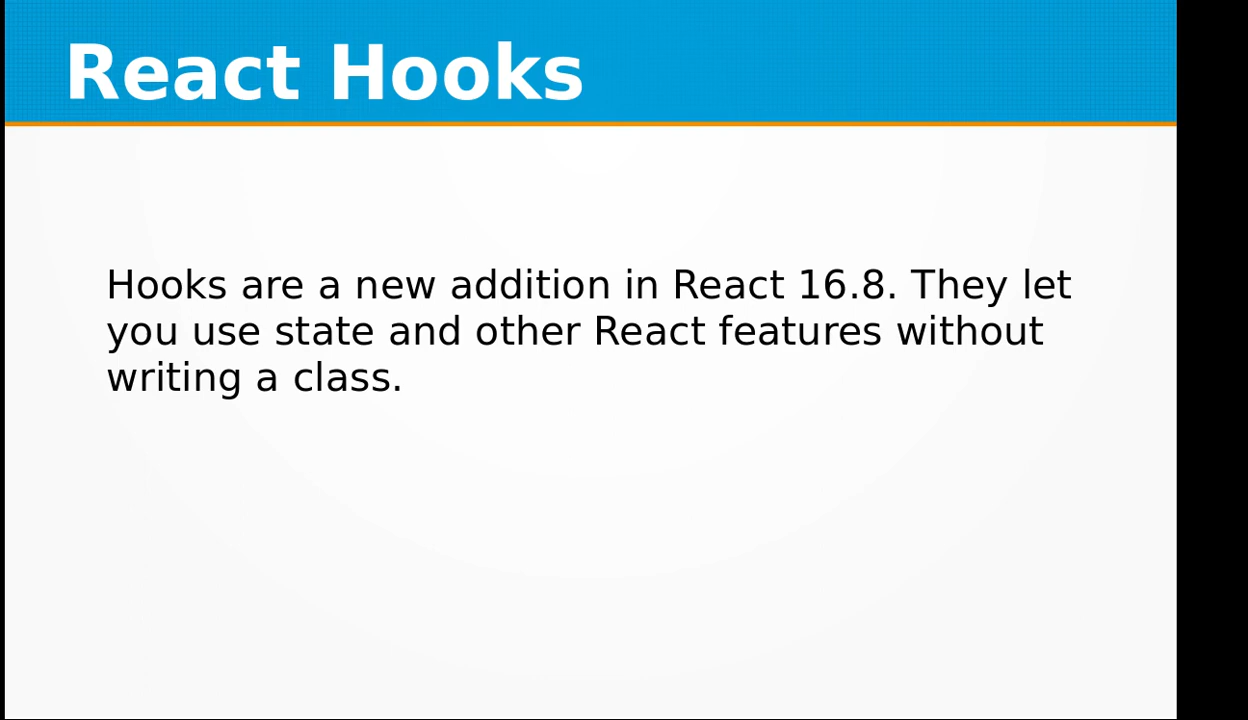 React Hooks
Hooks are a new addition in React 16.8. They let
you use state and other React features without
writing a class.